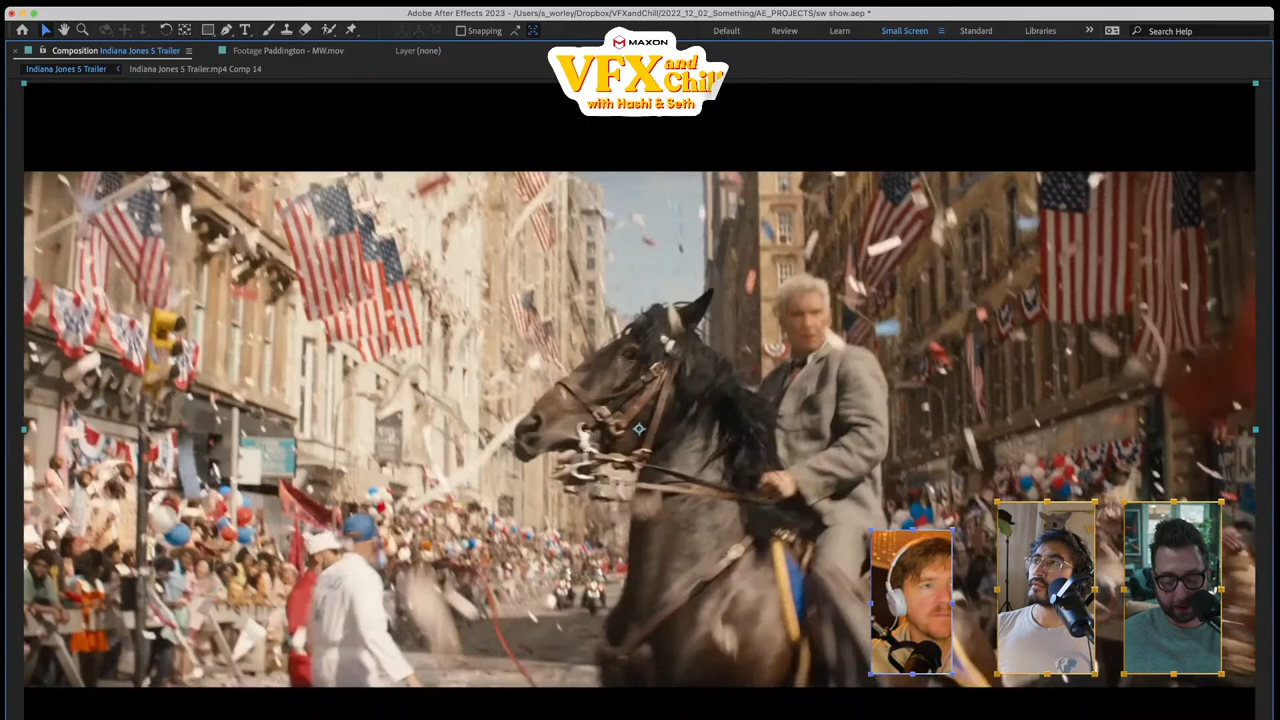 Adobe After Effects 2023 - /Users/s_worley/Dropbox/VFXandChill/2022_12_02_Something/AE_PROJECTS/sw show.aep *
Snapping
Default
Review
Learn
Small Screen
Standard
Libraries
Search Help
Composition Indiana Jones 5 Trailer
Footage Paddington - MW.mov
Layer (none)
Indiana Jones 5 Trailer
Indiana Jones 5 Trailer.mp4 Comp 14
MAXON
VFX and Chill
with Hashi & Seth